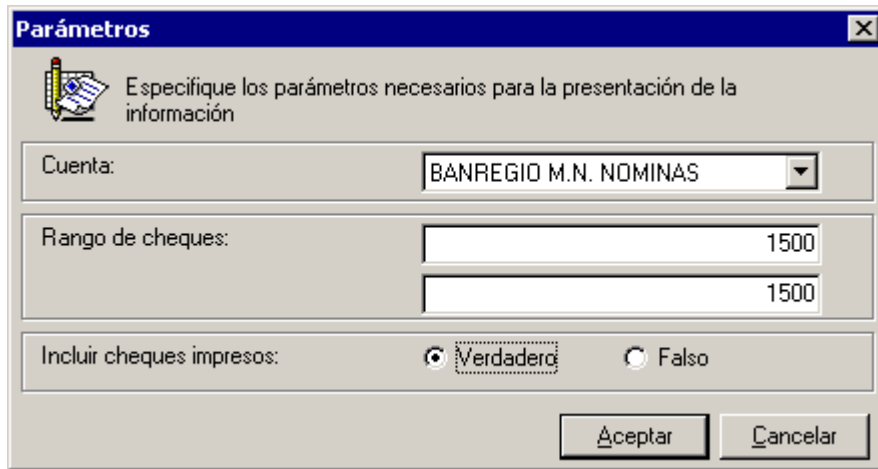 Parámetros
Especifique los parámetros necesarios para la presentación de la
información
Cuenta:
BANREGIO M.N. NOMINAS
Rango de cheques:
1500
1500
Incluir cheques impresos:
Verdadero
Falso
Aceptar
Cancelar